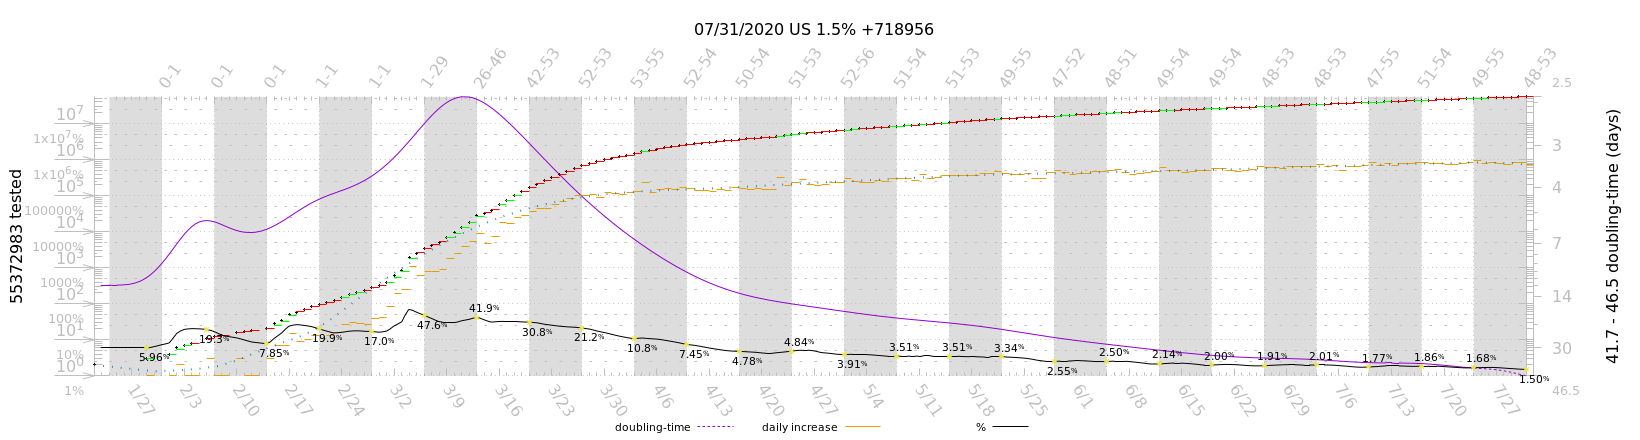 07/31/2020 US 1.5% +718956
0-1 0-1 0-1 1-1 1-1 1-29 26-46 42-53 52-53 53-55 52-54 50-54 51-53 52-56 51-54 51-53 49-55 47-52 48-51 49-54 49-54 48-53 48-53 47-55 51-54 49-55 48-53
55372983 tested
10⁷
1x10⁷%
10⁶
1x10⁶%
10⁵
100000%
10⁴
10000%
10³
1000%
10²
100%
10¹
10%
10⁰
1%
5.96% 19.3% 7.85% 19.9% 17.0% 47.6% 41.9% 30.8% 21.2% 10.8% 7.45% 4.78% 4.84% 3.91% 3.51% 3.51% 3.34% 2.55% 2.50% 2.14% 2.00% 1.91% 2.01% 1.77% 1.86% 1.68% 1.50%
2.5
3
4
7
14
30
46.5
41.7 - 46.5 doubling-time (days)
1/27 2/3 2/10 2/17 2/24 3/2 3/9 3/16 3/23 3/30 4/6 4/13 4/20 4/27 5/4 5/11 5/18 5/25 6/1 6/8 6/15 6/22 6/29 7/6 7/13 7/20 7/27
doubling-time daily increase %